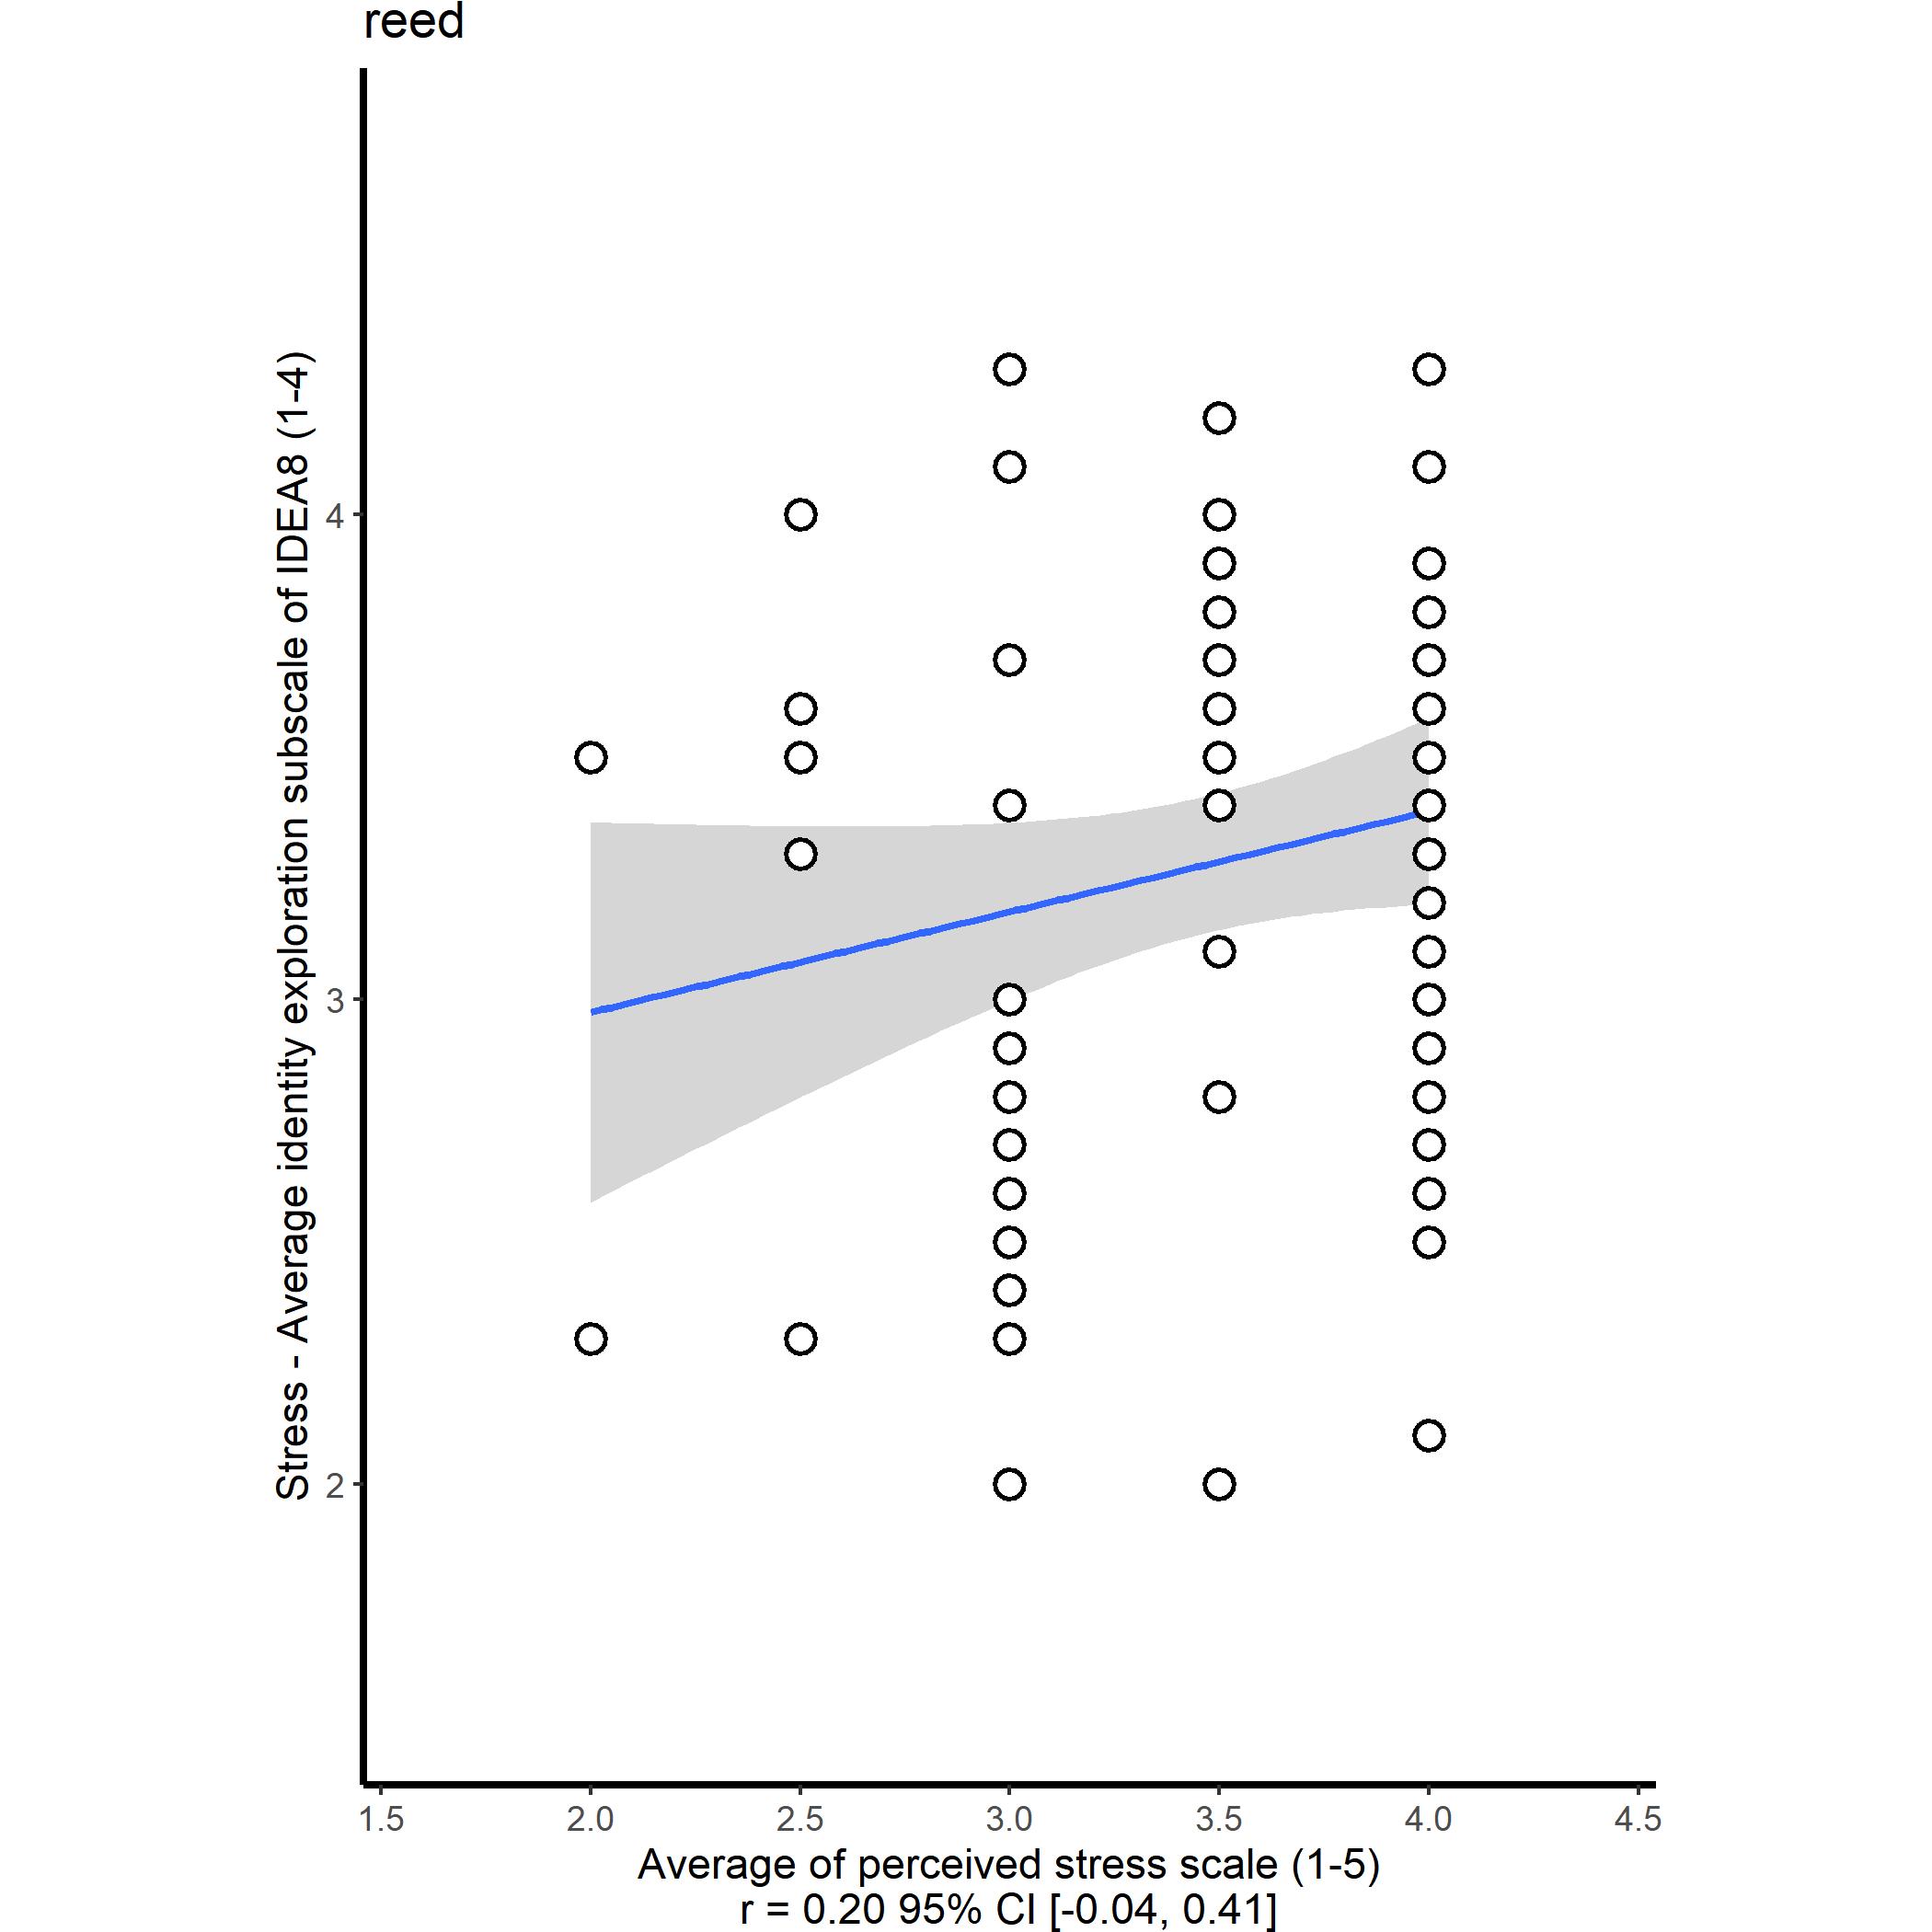 reed
Stress - Average identity exploration subscale of IDEA8 (1-4)
4
3
2
1.5 2.0 2.5 3.0 3.5 4.0 4.5
Average of perceived stress scale (1-5)
r = 0.20 95% CI [-0.04, 0.41]